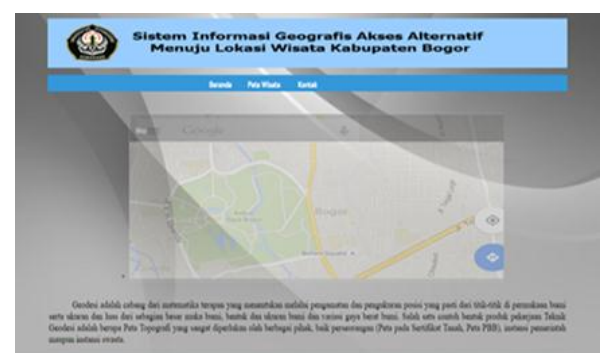 Sistem Informasi Geografis Akses Alternatif
Menuju Lokasi Wisata Kabupaten Bogor
Beranda Peta Wisata Kontak
Google
Bogor
Geodesi adalah cabang dari matematika terapan yang menentukan melalui pengamatan dan pengukuran posisi yang pasti dari titik-titik di permukaan bumi
serta ukuran dan luas dari sebagian besar muka bumi, bentuk dan ukuran bumi dan variasi gaya berat bumi. Salah satu contoh bentuk produk pekerjaan Teknik
Geodesi adalah berupa Peta Topografi yang sangat diperlukan oleh berbagai pihak, baik perseorangan (Peta pada Sertifikat Tanah, Peta PBB), instansi pemerintah
maupun instansi swasta.